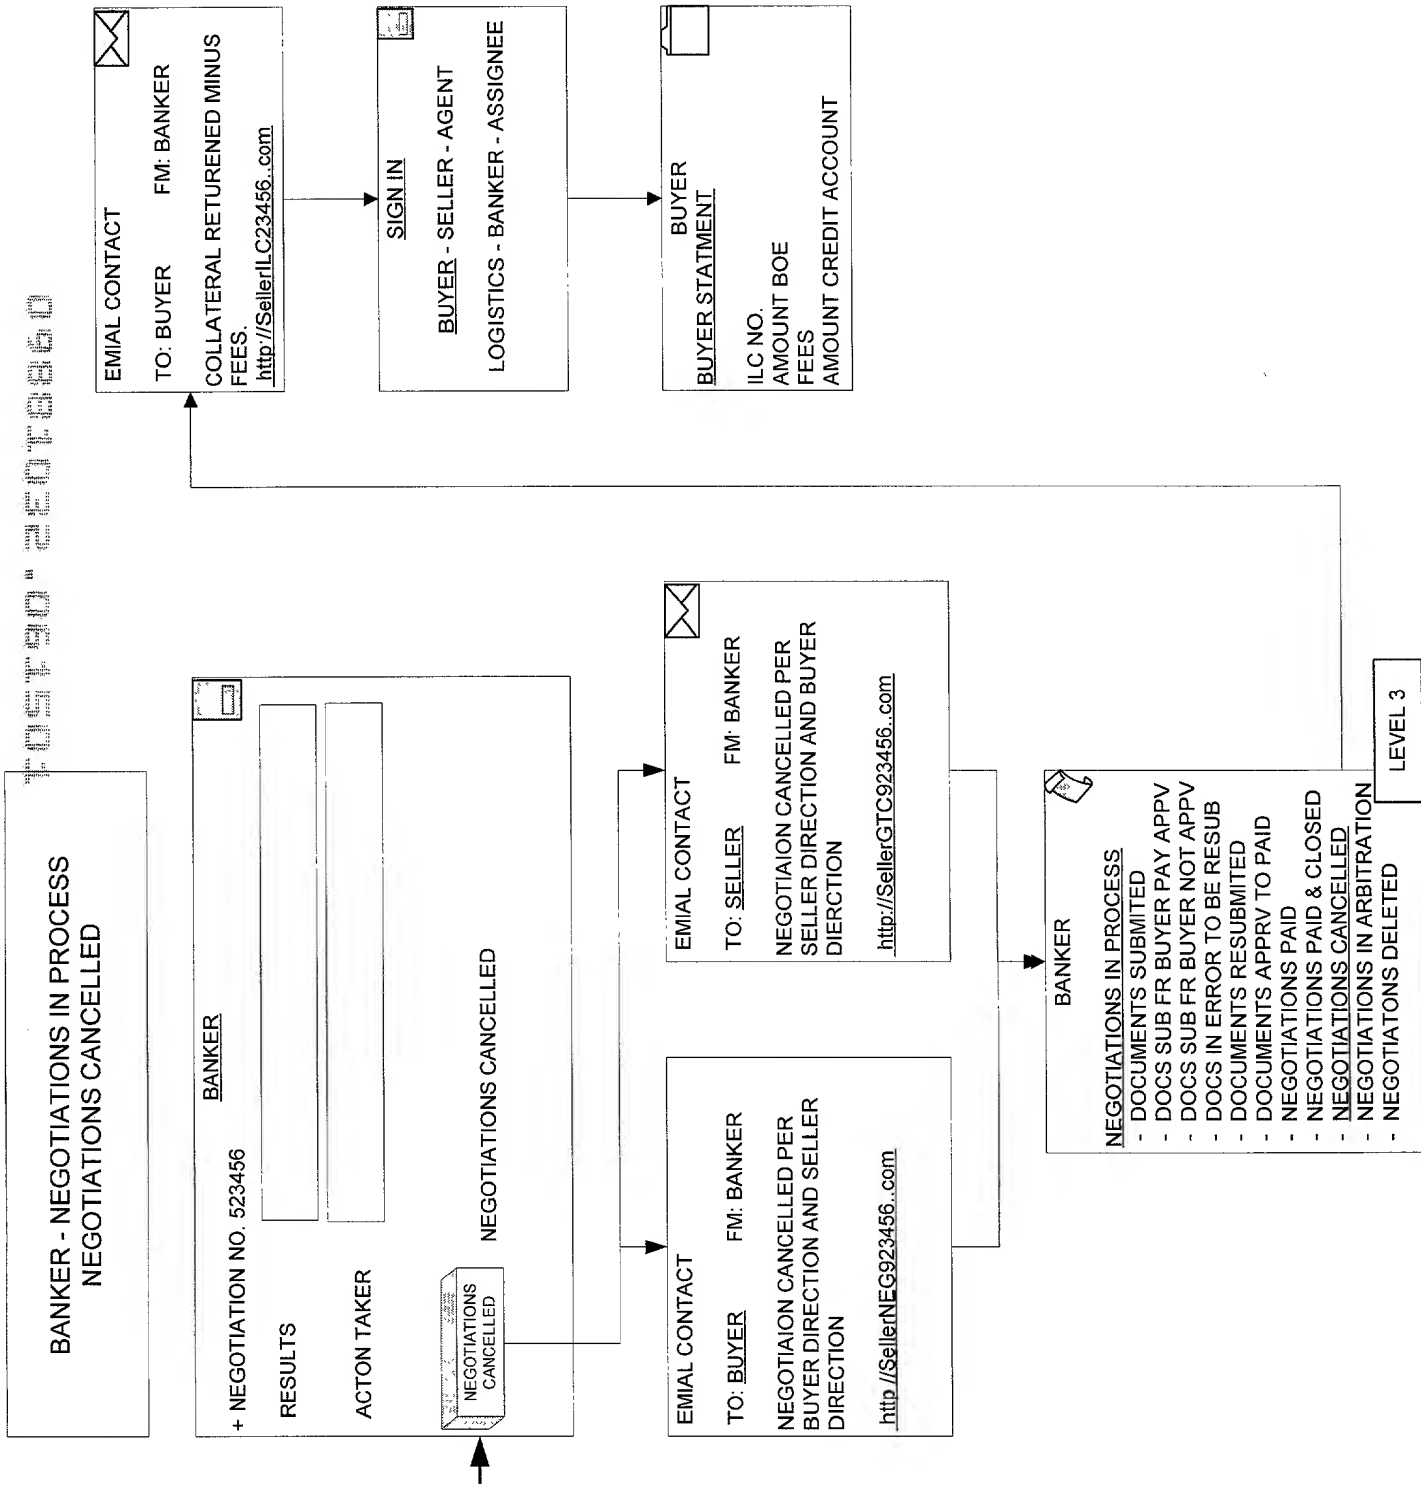 BANKER - NEGOTIATIONS IN PROCESS
NEGOTIATIONS CANCELLED
BANKER
+ NEGOTIATION NO. 523456
RESULTS
ACTON TAKER
NEGOTIATIONS
CANCELLED
NEGOTIATIONS CANCELLED
EMIAL CONTACT
TO: BUYER FM: BANKER
NEGOTIAION CANCELLED PER
BUYER DIRECTION AND SELLER
DIRECTION
http //SellerNEG923456..com
EMIAL CONTACT
TO: SELLER FM: BANKER
NEGOTIAION CANCELLED PER
SELLER DIRECTION AND BUYER
DIERCTION
http://SellerGTC923456..com
BANKER
NEGOTIATIONS IN PROCESS
- DOCUMENTS SUBMITED
- DOCS SUB FR BUYER PAY APPV
- DOCS SUB FR BUYER NOT APPV
- DOCS IN ERROR TO BE RESUB
- DOCUMENTS RESUBMITED
- DOCUMENTS APPRV TO PAID
- NEGOTIATIONS PAID
- NEGOTIATIONS PAID & CLOSED
- NEGOTIATIONS CANCELLED
- NEGOTIATIONS IN ARBITRATION
- NEGOTIATONS DELETED
LEVEL 3
EMIAL CONTACT
TO: BUYER FM: BANKER
COLLATERAL RETURENED MINUS
FEES.
http://SellerILC23456..com
SIGN IN
BUYER - SELLER - AGENT
LOGISTICS - BANKER - ASSIGNEE
BUYER
BUYER STATMENT
ILC NO.
AMOUNT BOE
FEES
AMOUNT CREDIT ACCOUNT